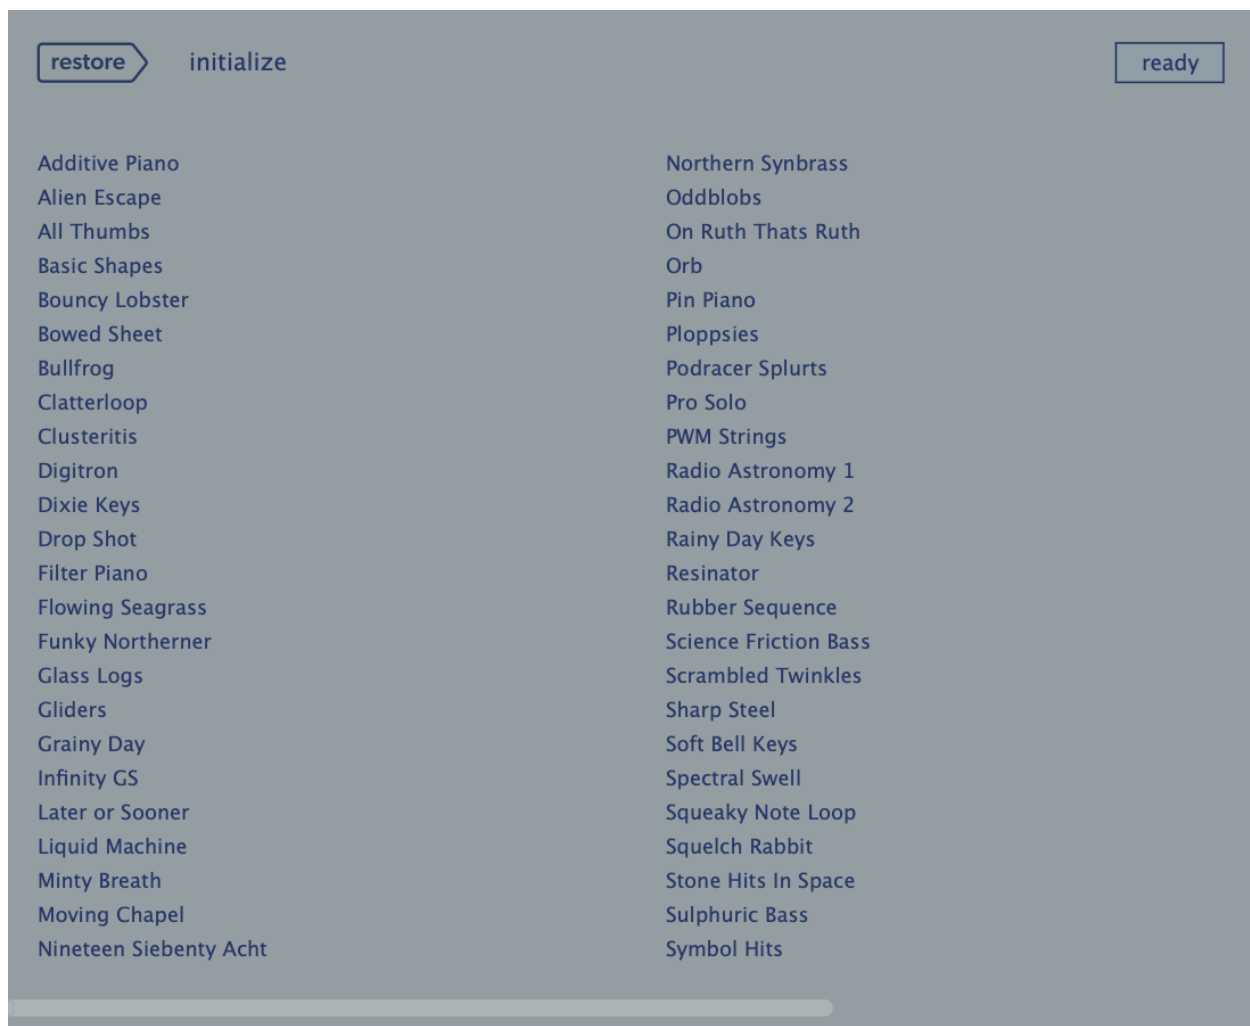 restore
initialize
ready
Additive Piano
Alien Escape
All Thumbs
Basic Shapes
Bouncy Lobster
Bowed Sheet
Bullfrog
Clatterloop
Clusteritis
Digitron
Dixie Keys
Drop Shot
Filter Piano
Flowing Seagrass
Funky Northerner
Glass Logs
Gliders
Grainy Day
Infinity GS
Later or Sooner
Liquid Machine
Minty Breath
Moving Chapel
Nineteen Siebenty Acht
Northern Synbrass
Oddblobs
On Ruth Thats Ruth
Orb
Pin Piano
Ploppsies
Podracer Splurts
Pro Solo
PWM Strings
Radio Astronomy 1
Radio Astronomy 2
Rainy Day Keys
Resinator
Rubber Sequence
Science Friction Bass
Scrambled Twinkles
Sharp Steel
Soft Bell Keys
Spectral Swell
Squeaky Note Loop
Squelch Rabbit
Stone Hits In Space
Sulphuric Bass
Symbol Hits